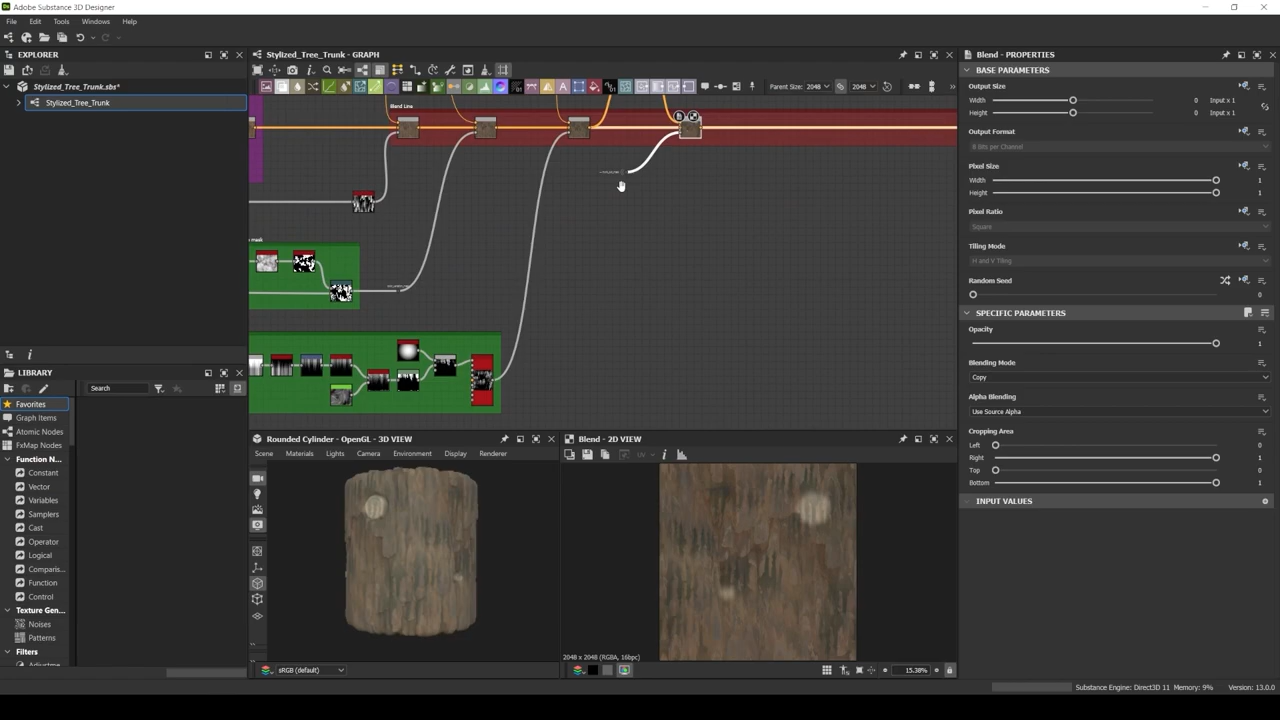 Adobe Substance 3D Designer
File Edit Tools Windows Help
EXPLORER
Stylized_Tree_Trunk.sbs*
Stylized_Tree_Trunk
LIBRARY
Search
Favorites
Graph Items
Atomic Nodes
FxMap Nodes
Function N...
Constant
Vector
Variables
Samplers
Cast
Operator
Logical
Comparis...
Function
Control
Texture Gen...
Noises
Patterns
Filters
Stylized_Tree_Trunk - GRAPH
Parent Size: 2048 2048
Blend Line
mask
Rounded Cylinder - OpenGL - 3D VIEW
Scene Materials Lights Camera Environment Display Renderer
sRGB (default)
Blend - 2D VIEW
UV
2048 x 2048 (RGBA, 16bpc)
15.38%
Blend - PROPERTIES
BASE PARAMETERS
Output Size
Width 0 Input x 1
Height 0 Input x 1
Output Format
8 Bits per Channel
Pixel Size
Width 1
Height 1
Pixel Ratio
Square
Tiling Mode
H and V Tiling
Random Seed
0
SPECIFIC PARAMETERS
Opacity
1
Blending Mode
Copy
Alpha Blending
Use Source Alpha
Cropping Area
Left 0
Right 1
Top 0
Bottom 1
INPUT VALUES
Substance Engine: Direct3D 11 Memory: 9% Version: 13.0.0